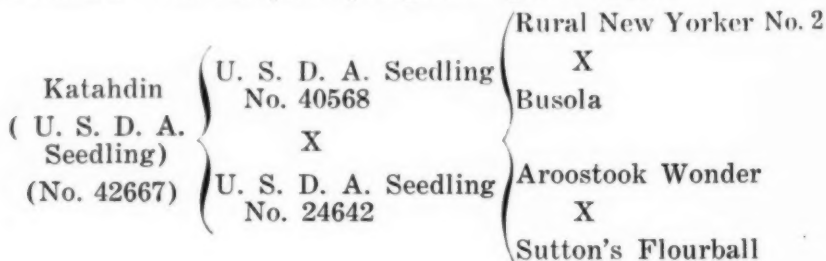 Katahdin
( U. S. D. A.
Seedling)
(No. 42667)
U. S. D. A. Seedling
No. 40568
X
U. S. D. A. Seedling
No. 24642
Rural New Yorker No. 2
X
Busola
Aroostook Wonder
X
Sutton's Flourball